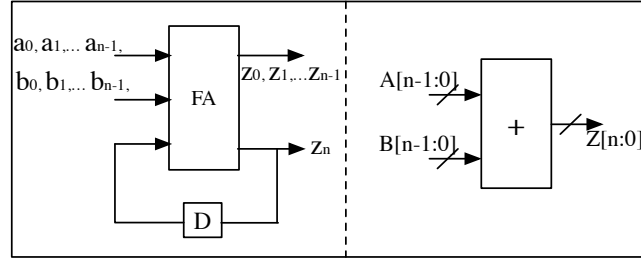 a0, a1,... an-1,
b0, b1,... bn-1,
FA
z0, z1,...zn-1
zn
D
A[n-1:0]
B[n-1:0]
+
Z[n:0]